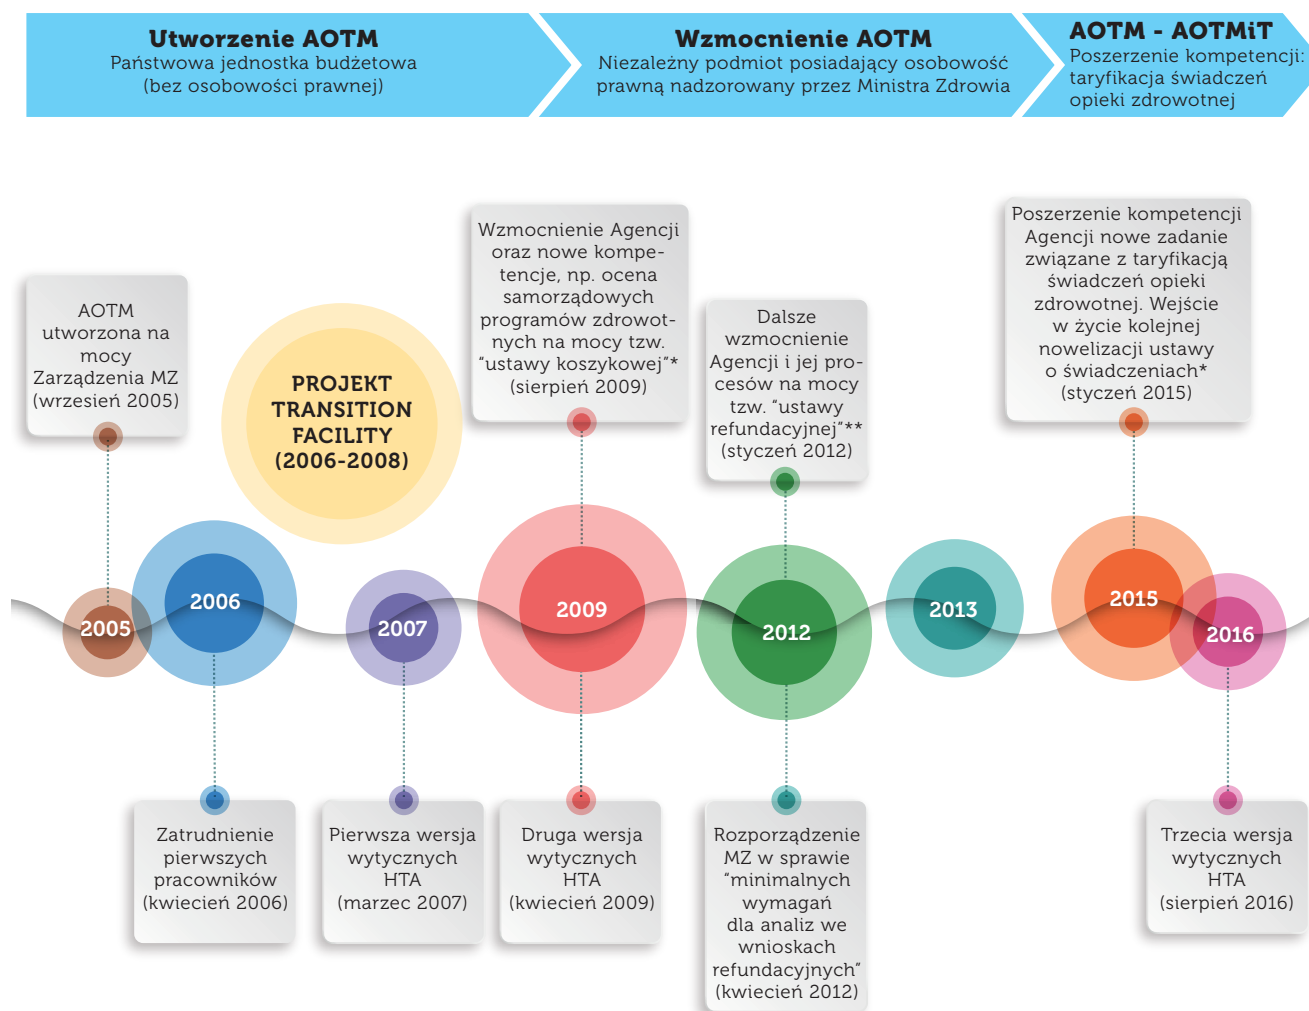 Utworzenie AOTM
Państwowa jednostka budżetowa
(bez osobowości prawnej)
Wzmocnienie AOTM
Niezależny podmiot posiadający osobowość
prawną nadzorowany przez Ministra Zdrowia
AOTM - AOTMiT
Poszerzenie kompetencji:
taryfikacja świadczeń
opieki zdrowotnej
AOTM
utworzona na
mocy
Zarządzenia MZ
(wrzesień 2005)
PROJEKT
TRANSITION
FACILITY
(2006-2008)
Wzmocnienie Agencji
oraz nowe kompe-
tencje, np. ocena
samorządowych
programów zdrowot-
nych na mocy tzw.
"ustawy koszykowej"*
(sierpień 2009)
Dalsze
wzmocnienie
Agencji i jej pro-
cesów na mocy
tzw. "ustawy
refundacyjnej"**
(styczeń 2012)
Poszerzenie kompetencji
Agencji nowe zadanie
związane z taryfikacją
świadczeń opieki
zdrowotnej. Wejście
w życie kolejnej
nowelizacji ustawy
o świadczeniach*
(styczeń 2015)
2005
2006
2007
2009
2012
2013
2015
2016
Zatrudnienie
pierwszych
pracowników
(kwiecień 2006)
Pierwsza wersja
wytycznych
HTA
(marzec 2007)
Druga wersja
wytycznych
HTA
(kwiecień 2009)
Rozporządzenie
MZ w sprawie
"minimalnych
wymagań
dla analiz we
wnioskach
refundacyjnych"
(kwiecień 2012)
Trzecia wersja
wytycznych
HTA
(sierpień 2016)